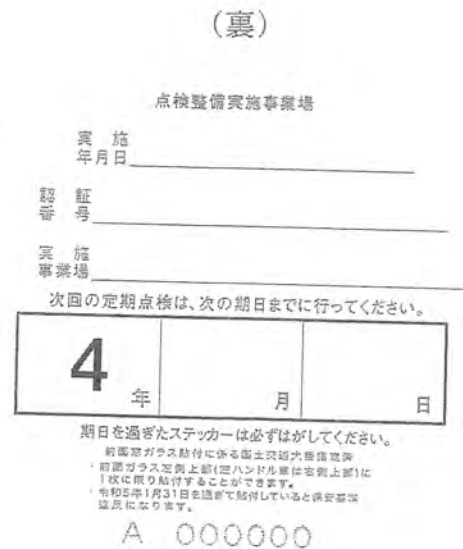 (裏)
点検整備実施事業場
実施
年月日
認証
番号
実施
事業場
次回の定期点検は、次の期日までに行ってください。
4年 月 日
期日を過ぎたステッカーは必ずはがしてください。
前面窓ガラス貼付に係る国土交通大臣指定済
・前面ガラス左側上部(左ハンドル車は右側上部)に
1枚に限り貼付することができます。
・令和5年1月31日を過ぎて貼付していると保安基準
違反になります。
A 000000